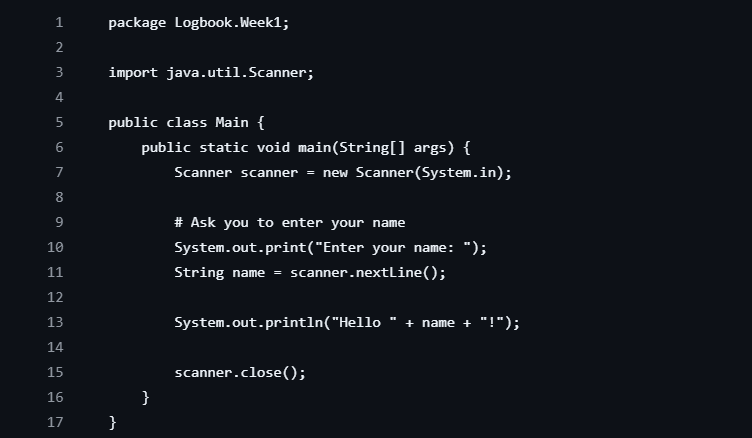 1 package Logbook.Week1;
2
3 import java.util.Scanner;
4
5 public class Main {
6 public static void main(String[] args) {
7 Scanner scanner = new Scanner(System.in);
8
9 # Ask you to enter your name
10 System.out.print("Enter your name: ");
11 String name = scanner.nextLine();
12
13 System.out.println("Hello " + name + "!");
14
15 scanner.close();
16 }
17 }